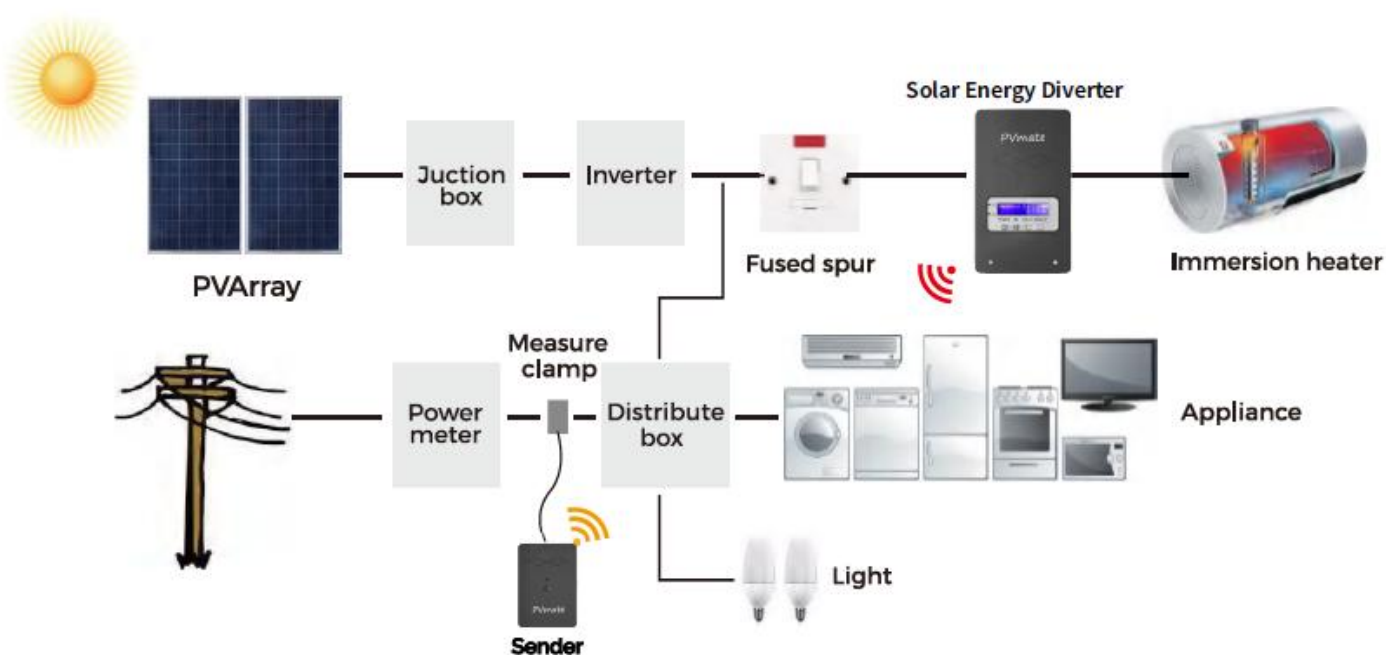 Solar Energy Diverter
PVmate
Juction
box
Inverter
Fused spur
Immersion heater
PVArray
Measure
clamp
Power
meter
Distribute
box
Appliance
PVmate
Light
Sender